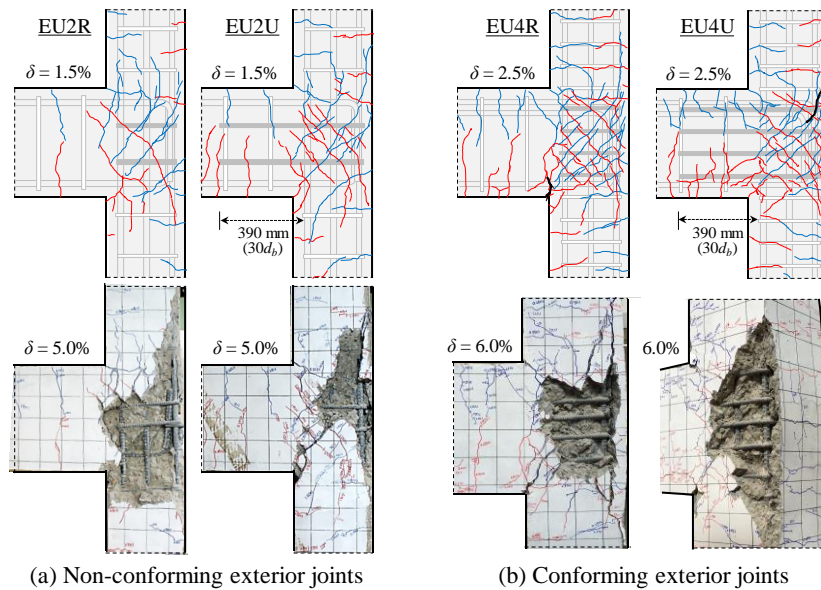 EU2R
EU2U
EU4R
EU4U
δ = 1.5%
δ = 1.5%
δ = 2.5%
δ = 2.5%
390 mm
(30d_b)
390 mm
(30d_b)
δ = 5.0%
δ = 5.0%
δ = 6.0%
6.0%
(a) Non-conforming exterior joints
(b) Conforming exterior joints